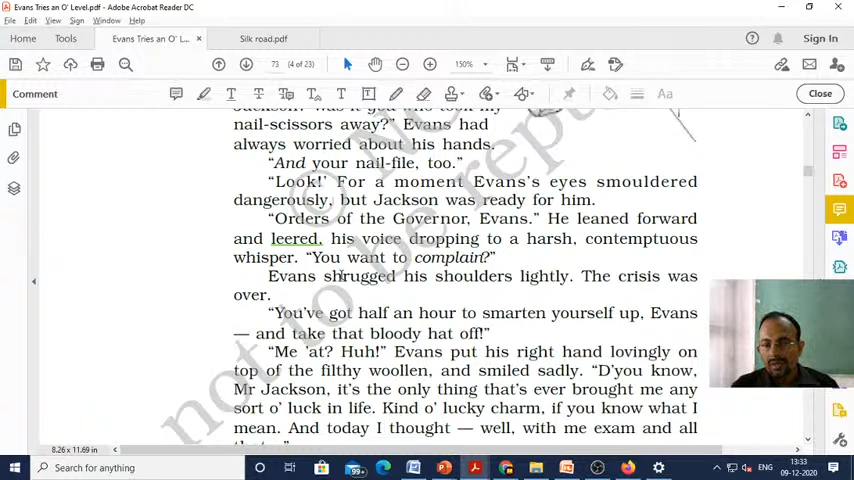 Evans Tries an O' Level.pdf - Adobe Acrobat Reader DC
File Edit View Sign Window Help
Home Tools Evans Tries an O' L... × Silk road.pdf Sign In
73 (4 of 23) 150%
Comment Close
nail-scissors away?” Evans had
always worried about his hands.
“And your nail-file, too.”
“Look!’ For a moment Evans’s eyes smouldered
dangerously, but Jackson was ready for him.
“Orders of the Governor, Evans.” He leaned forward
and leered, his voice dropping to a harsh, contemptuous
whisper. “You want to complain?”
Evans shrugged his shoulders lightly. The crisis was
over.
“You’ve got half an hour to smarten yourself up, Evans
— and take that bloody hat off!”
“Me ’at? Huh!” Evans put his right hand lovingly on
top of the filthy woollen, and smiled sadly. “D’you know,
Mr Jackson, it’s the only thing that’s ever brought me any
sort o’ luck in life. Kind o’ lucky charm, if you know what I
mean. And today I thought — well, with me exam and all
not to be
8.26 x 11.69 in
Search for anything
99+
ENG
13:33
09-12-2020